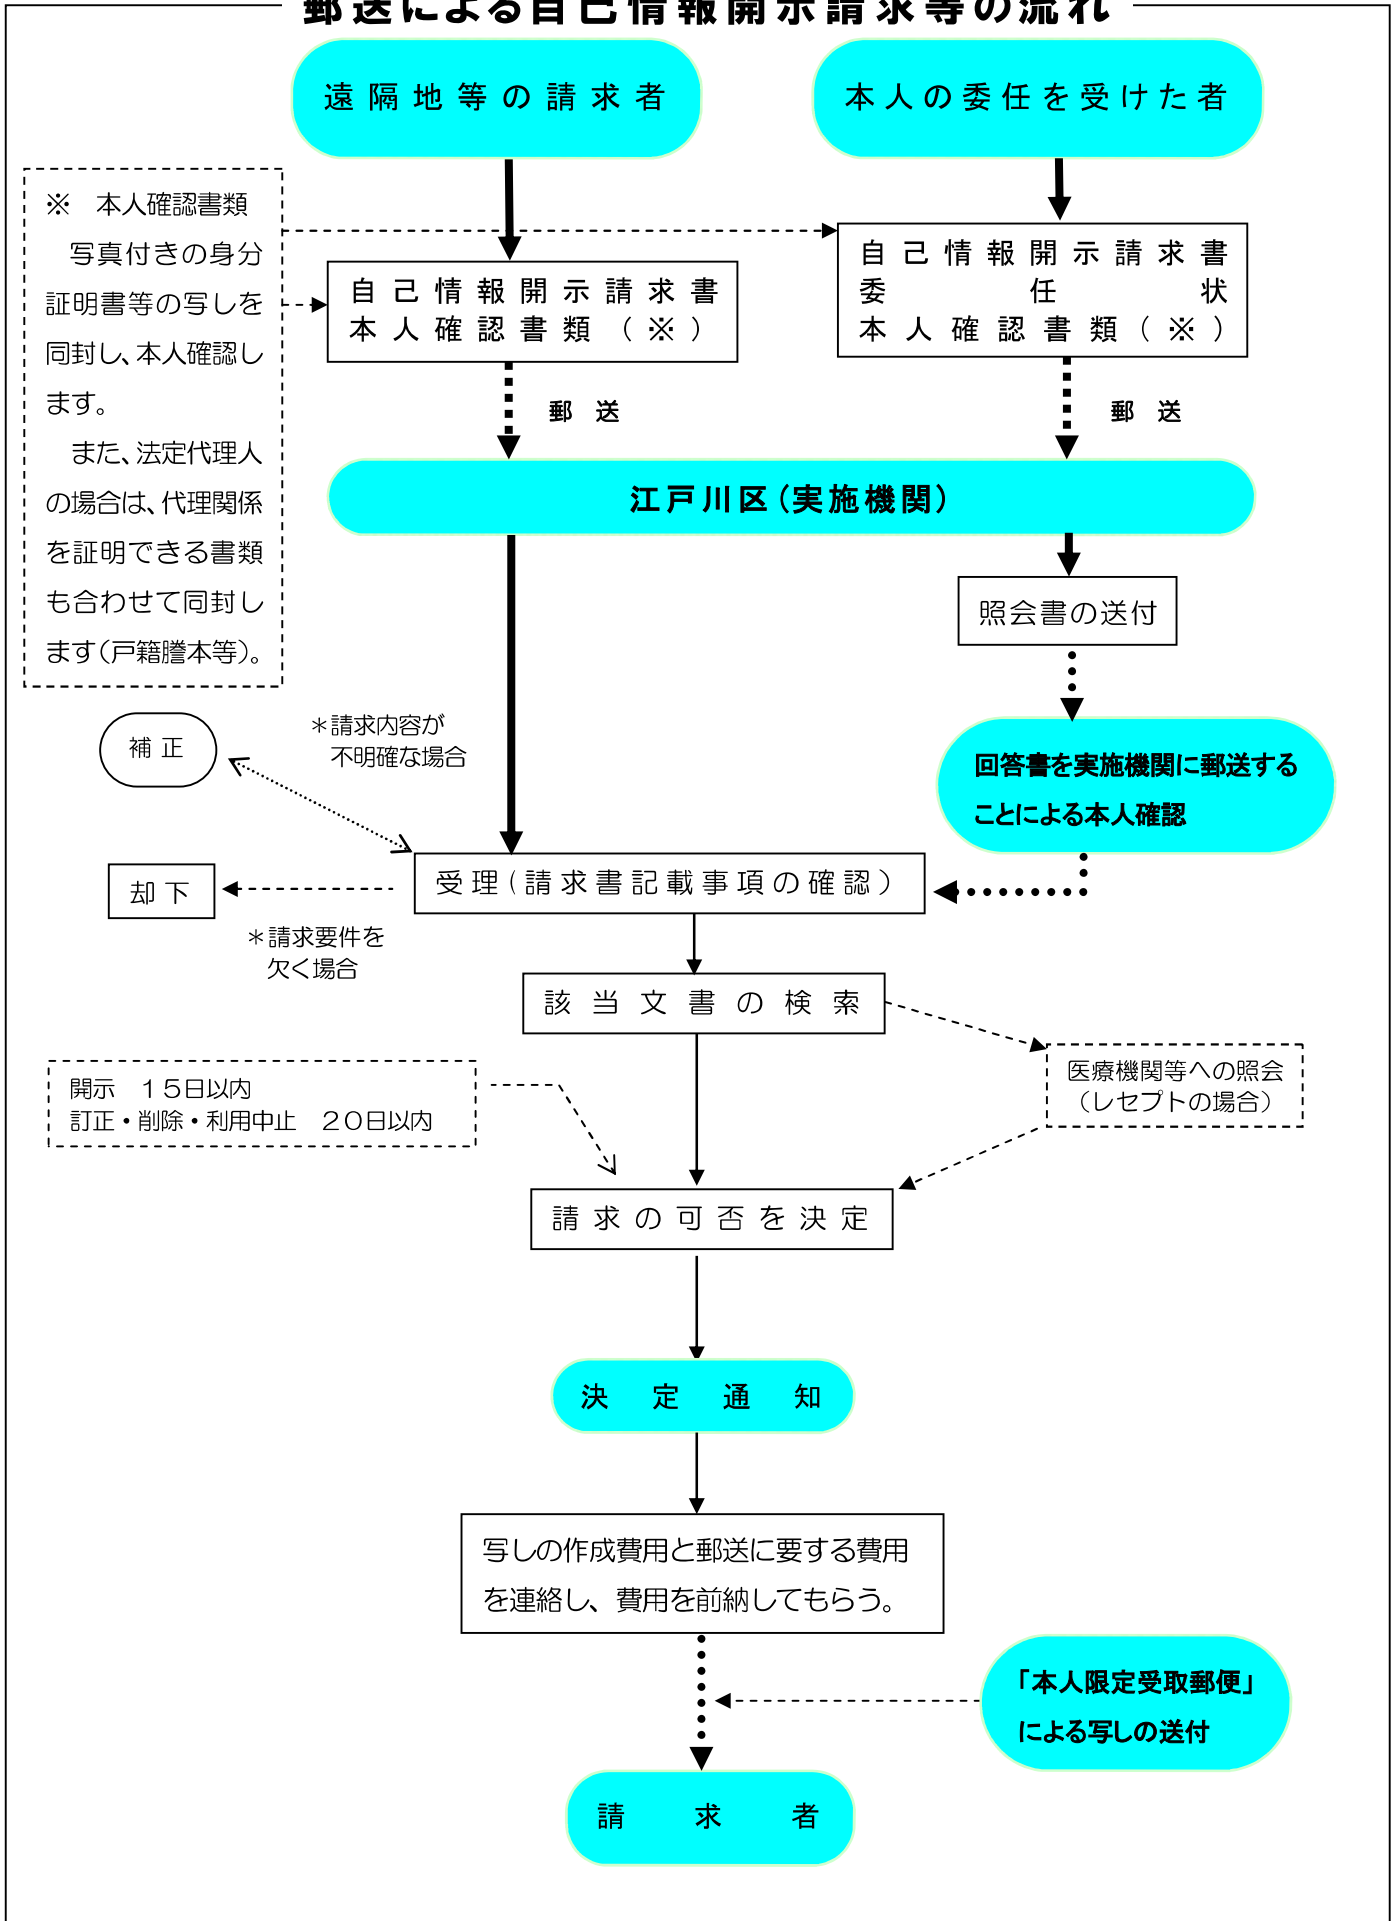 郵送による自己情報開示請求等の流れ
遠隔地等の請求者
本人の委任を受けた者
※　本人確認書類
写真付きの身分
証明書等の写しを
同封し、本人確認し
ます。
また、法定代理人
の場合は、代理関係
を証明できる書類
も合わせて同封し
ます（戸籍謄本等）。
自己情報開示請求書
本人確認書類（※）
自己情報開示請求書
委任状
本人確認書類（※）
郵　送
郵　送
江戸川区（実施機関）
照会書の送付
回答書を実施機関に郵送する
ことによる本人確認
補正
＊請求内容が
不明確な場合
却下
＊請求要件を
欠く場合
受理（請求書記載事項の確認）
該当文書の検索
医療機関等への照会
（レセプトの場合）
開示　１５日以内
訂正・削除・利用中止　２０日以内
請求の可否を決定
決定通知
写しの作成費用と郵送に要する費用
を連絡し、費用を前納してもらう。
「本人限定受取郵便」
による写しの送付
請求者